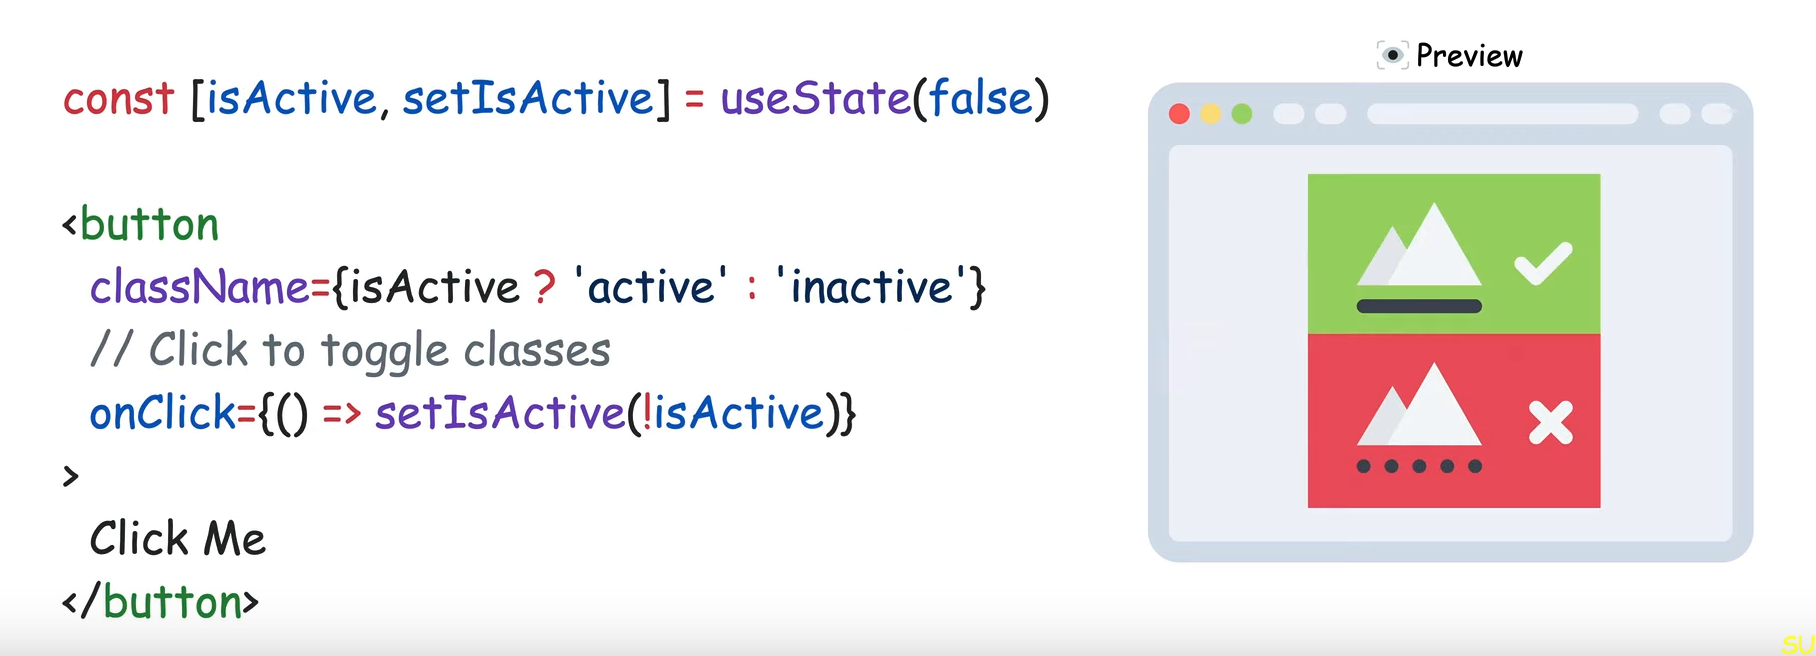 const [isActive, setIsActive] = useState(false)
<button
className={isActive ? 'active' : 'inactive'}
// Click to toggle classes
onClick={() => setIsActive(!isActive)}
>
Click Me
</button>
Preview
SU